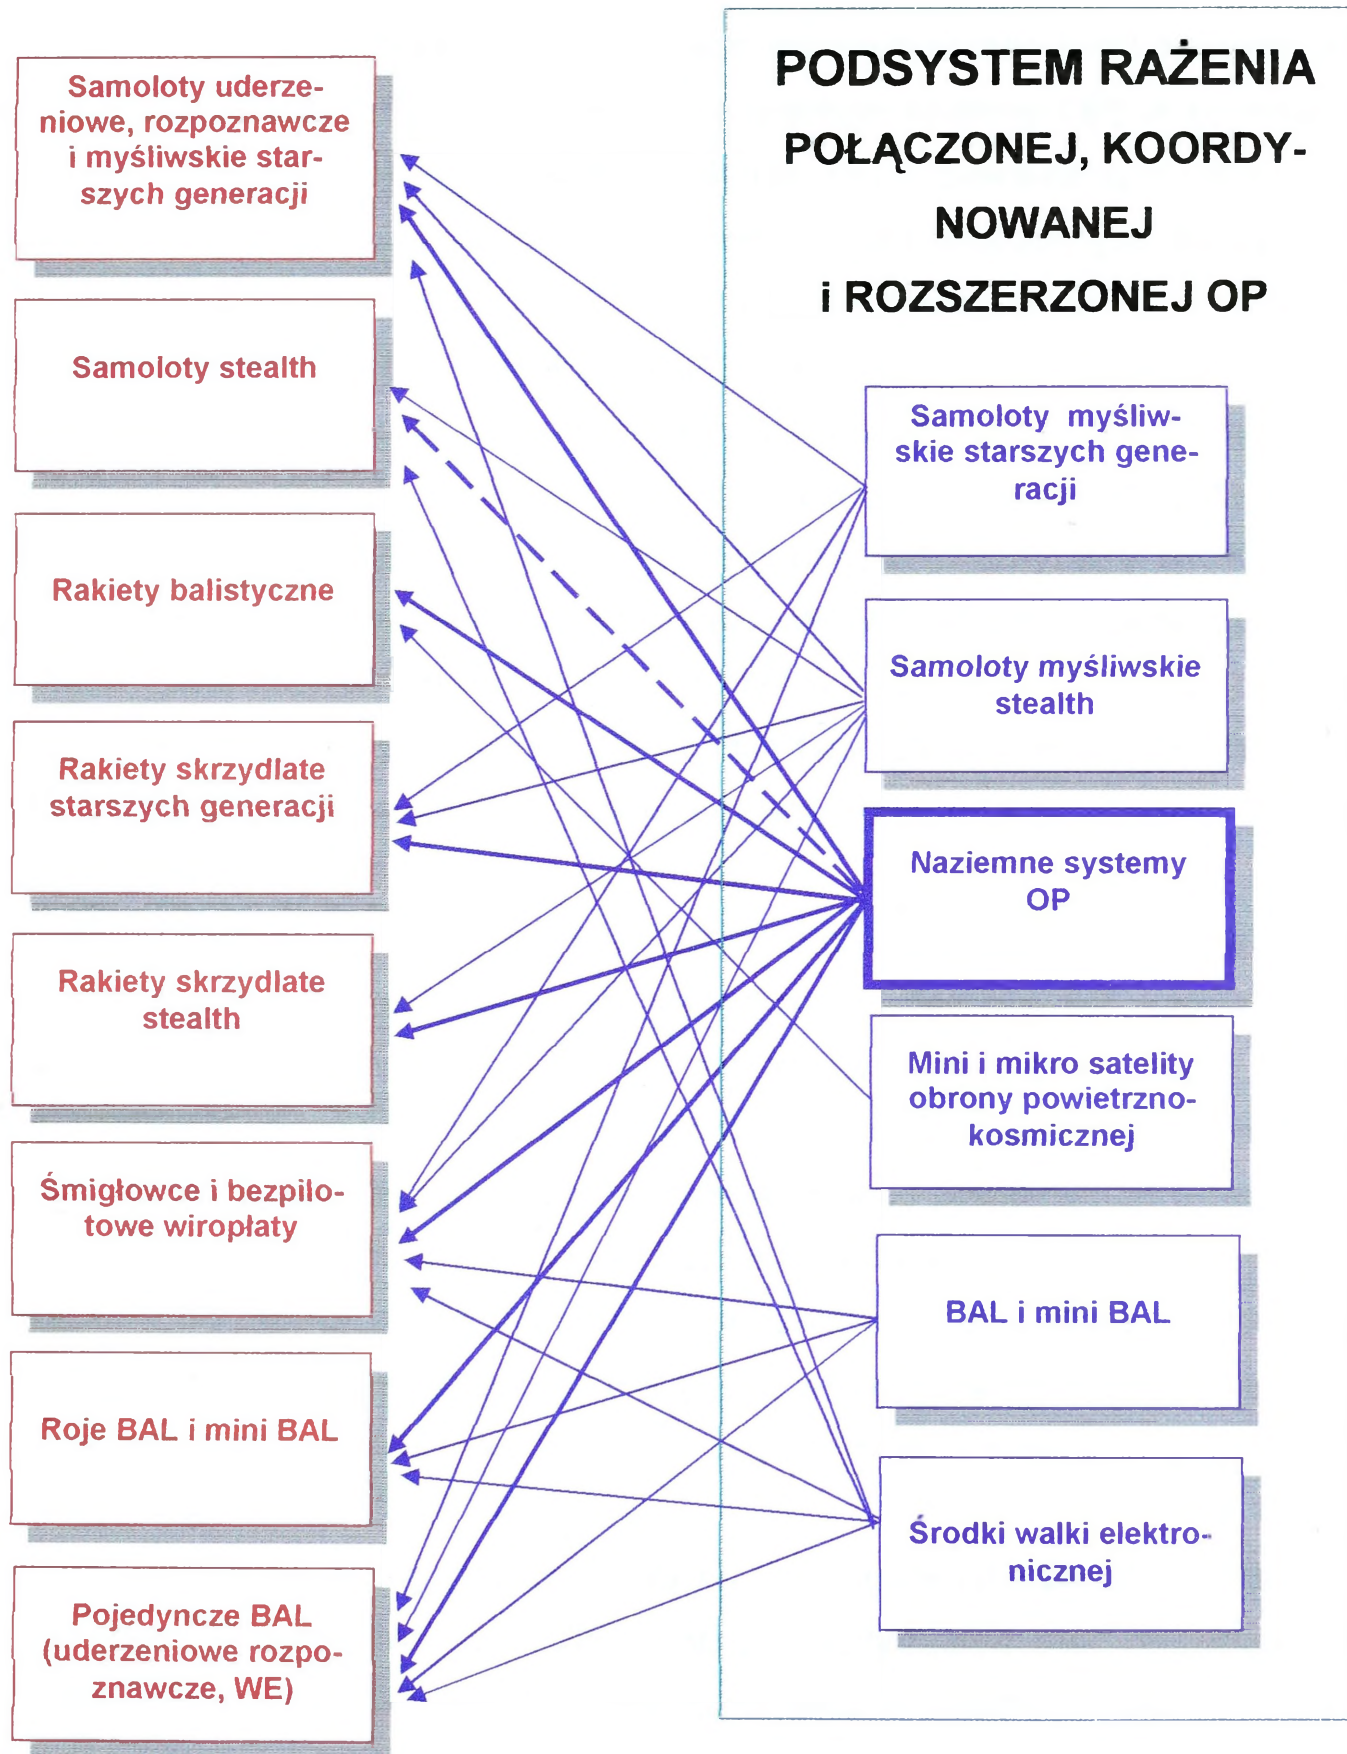 PODSYSTEM RAŻENIA
POŁĄCZONEJ, KOORDY-
NOWANEJ
i ROZSZERZONEJ OP
Samoloty uderze-
niowe, rozpoznawcze
i myśliwskie star-
szych generacji
Samoloty stealth
Rakiety balistyczne
Rakiety skrzydlate
starszych generacji
Rakiety skrzydlate
stealth
Śmigłowce i bezpilo-
towe wiropłaty
Roje BAL i mini BAL
Pojedyncze BAL
(uderzeniowe rozpo-
znawcze, WE)
Samoloty myśliw-
skie starszych gene-
racji
Samoloty myśliwskie
stealth
Naziemne systemy
OP
Mini i mikro satelity
obrony powietrzno-
kosmicznej
BAL i mini BAL
Środki walki elektro-
nicznej